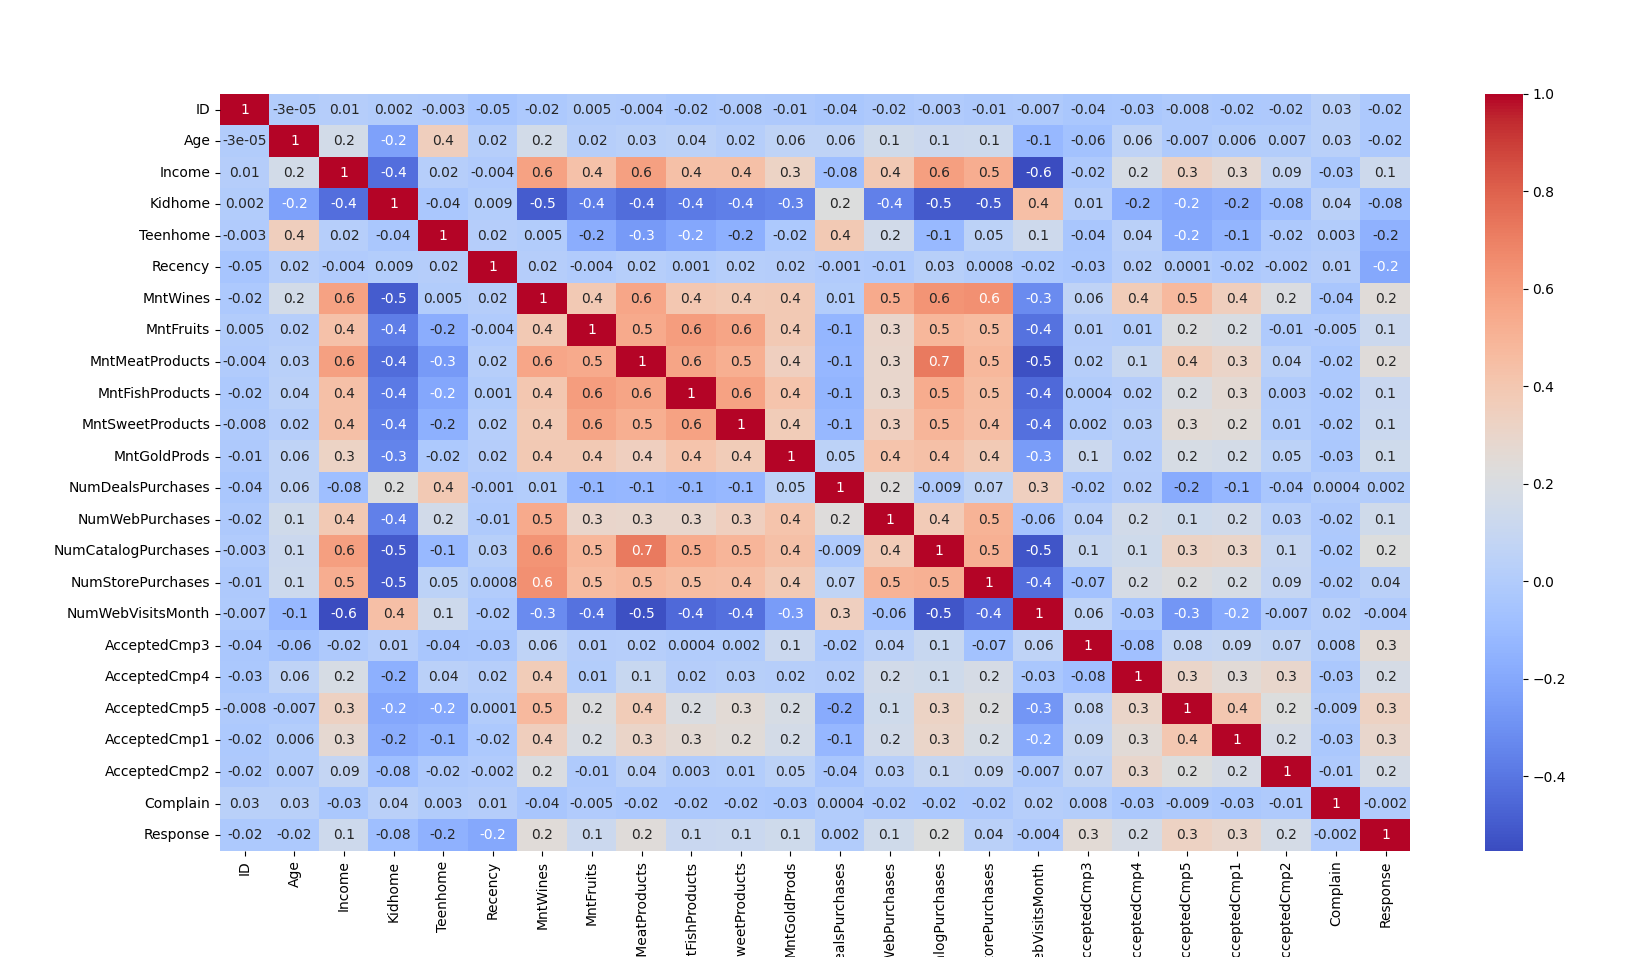 ID 1 -3e-05 0.01 0.002 -0.003 -0.05 -0.02 0.005 -0.004 -0.02 -0.008 -0.01 -0.04 -0.02 -0.003 -0.01 -0.007 -0.04 -0.03 -0.008 -0.02 -0.02 0.03 -0.02 1.0
Age -3e-05 1 0.2 -0.2 0.4 0.02 0.2 0.02 0.03 0.04 0.02 0.06 0.06 0.1 0.1 0.1 -0.1 -0.06 0.06 -0.007 0.006 0.007 0.03 -0.02
Income 0.01 0.2 1 -0.4 0.02 -0.004 0.6 0.4 0.6 0.4 0.4 0.3 -0.08 0.4 0.6 0.5 -0.6 -0.02 0.2 0.3 0.3 0.09 -0.03 0.1
Kidhome 0.002 -0.2 -0.4 1 -0.04 0.009 -0.5 -0.4 -0.4 -0.4 -0.4 -0.3 0.2 -0.4 -0.5 -0.5 0.4 0.01 -0.2 -0.2 -0.2 -0.08 0.04 -0.08 0.8
Teenhome -0.003 0.4 0.02 -0.04 1 0.02 0.005 -0.2 -0.3 -0.2 -0.2 -0.02 0.4 0.2 -0.1 0.05 0.1 -0.04 0.04 -0.2 -0.1 -0.02 0.003 -0.2
Recency -0.05 0.02 -0.004 0.009 0.02 1 0.02 -0.004 0.02 0.001 0.02 0.02 -0.001 -0.01 0.03 0.0008 -0.02 -0.03 0.02 0.0001 -0.02 -0.002 0.01 -0.2
MntWines -0.02 0.2 0.6 -0.5 0.005 0.02 1 0.4 0.6 0.4 0.4 0.4 0.01 0.5 0.6 0.6 -0.3 0.06 0.4 0.5 0.4 0.2 -0.04 0.2 0.6
MntFruits 0.005 0.02 0.4 -0.4 -0.2 -0.004 0.4 1 0.5 0.6 0.6 0.4 -0.1 0.3 0.5 0.5 -0.4 0.01 0.01 0.2 0.2 -0.01 -0.005 0.1
MntMeatProducts -0.004 0.03 0.6 -0.4 -0.3 0.02 0.6 0.5 1 0.6 0.5 0.4 -0.1 0.3 0.7 0.5 -0.5 0.02 0.1 0.4 0.3 0.04 -0.02 0.2
MntFishProducts -0.02 0.04 0.4 -0.4 -0.2 0.001 0.4 0.6 0.6 1 0.6 0.4 -0.1 0.3 0.5 0.5 -0.4 0.0004 0.02 0.2 0.3 0.003 -0.02 0.1 0.4
MntSweetProducts -0.008 0.02 0.4 -0.4 -0.2 0.02 0.4 0.6 0.5 0.6 1 0.4 -0.1 0.3 0.5 0.4 -0.4 0.002 0.03 0.3 0.2 0.01 -0.02 0.1
MntGoldProds -0.01 0.06 0.3 -0.3 -0.02 0.02 0.4 0.4 0.4 0.4 0.4 1 0.05 0.4 0.4 0.4 -0.3 0.1 0.02 0.2 0.2 0.05 -0.03 0.1
NumDealsPurchases -0.04 0.06 -0.08 0.2 0.4 -0.001 0.01 -0.1 -0.1 -0.1 -0.1 0.05 1 0.2 -0.009 0.07 0.3 -0.02 0.02 -0.2 -0.1 -0.04 0.0004 0.002 0.2
NumWebPurchases -0.02 0.1 0.4 -0.4 0.2 -0.01 0.5 0.3 0.3 0.3 0.3 0.4 0.2 1 0.4 0.5 -0.06 0.04 0.2 0.1 0.2 0.03 -0.02 0.1
NumCatalogPurchases -0.003 0.1 0.6 -0.5 -0.1 0.03 0.6 0.5 0.7 0.5 0.5 0.4 -0.009 0.4 1 0.5 -0.5 0.1 0.1 0.3 0.3 0.1 -0.02 0.2
NumStorePurchases -0.01 0.1 0.5 -0.5 0.05 0.0008 0.6 0.5 0.5 0.5 0.4 0.4 0.07 0.5 0.5 1 -0.4 -0.07 0.2 0.2 0.2 0.09 -0.02 0.04 0.0
NumWebVisitsMonth -0.007 -0.1 -0.6 0.4 0.1 -0.02 -0.3 -0.4 -0.5 -0.4 -0.4 -0.3 0.3 -0.06 -0.5 -0.4 1 0.06 -0.03 -0.3 -0.2 -0.007 0.02 -0.004
AcceptedCmp3 -0.04 -0.06 -0.02 0.01 -0.04 -0.03 0.06 0.01 0.02 0.0004 0.002 0.1 -0.02 0.04 0.1 -0.07 0.06 1 -0.08 0.08 0.09 0.07 0.008 0.3
AcceptedCmp4 -0.03 0.06 0.2 -0.2 0.04 0.02 0.4 0.01 0.1 0.02 0.03 0.02 0.02 0.2 0.1 0.2 -0.03 -0.08 1 0.3 0.3 0.3 -0.03 0.2 −0.2
AcceptedCmp5 -0.008 -0.007 0.3 -0.2 -0.2 0.0001 0.5 0.2 0.4 0.2 0.3 0.2 -0.2 0.1 0.3 0.2 -0.3 0.08 0.3 1 0.4 0.2 -0.009 0.3
AcceptedCmp1 -0.02 0.006 0.3 -0.2 -0.1 -0.02 0.4 0.2 0.3 0.3 0.2 0.2 -0.1 0.2 0.3 0.2 -0.2 0.09 0.3 0.4 1 0.2 -0.03 0.3
AcceptedCmp2 -0.02 0.007 0.09 -0.08 -0.02 -0.002 0.2 -0.01 0.04 0.003 0.01 0.05 -0.04 0.03 0.1 0.09 -0.007 0.07 0.3 0.2 0.2 1 -0.01 0.2 −0.4
Complain 0.03 0.03 -0.03 0.04 0.003 0.01 -0.04 -0.005 -0.02 -0.02 -0.02 -0.03 0.0004 -0.02 -0.02 -0.02 0.02 0.008 -0.03 -0.009 -0.03 -0.01 1 -0.002
Response -0.02 -0.02 0.1 -0.08 -0.2 -0.2 0.2 0.1 0.2 0.1 0.1 0.1 0.002 0.1 0.2 0.04 -0.004 0.3 0.2 0.3 0.3 0.2 -0.002 1
ID
Age
Income
Kidhome
Teenhome
Recency
MntWines
MntFruits
MeatProducts
tFishProducts
weetProducts
MntGoldProds
ealsPurchases
WebPurchases
alogPurchases
orePurchases
ebVisitsMonth
cceptedCmp3
cceptedCmp4
cceptedCmp5
cceptedCmp1
cceptedCmp2
Complain
Response